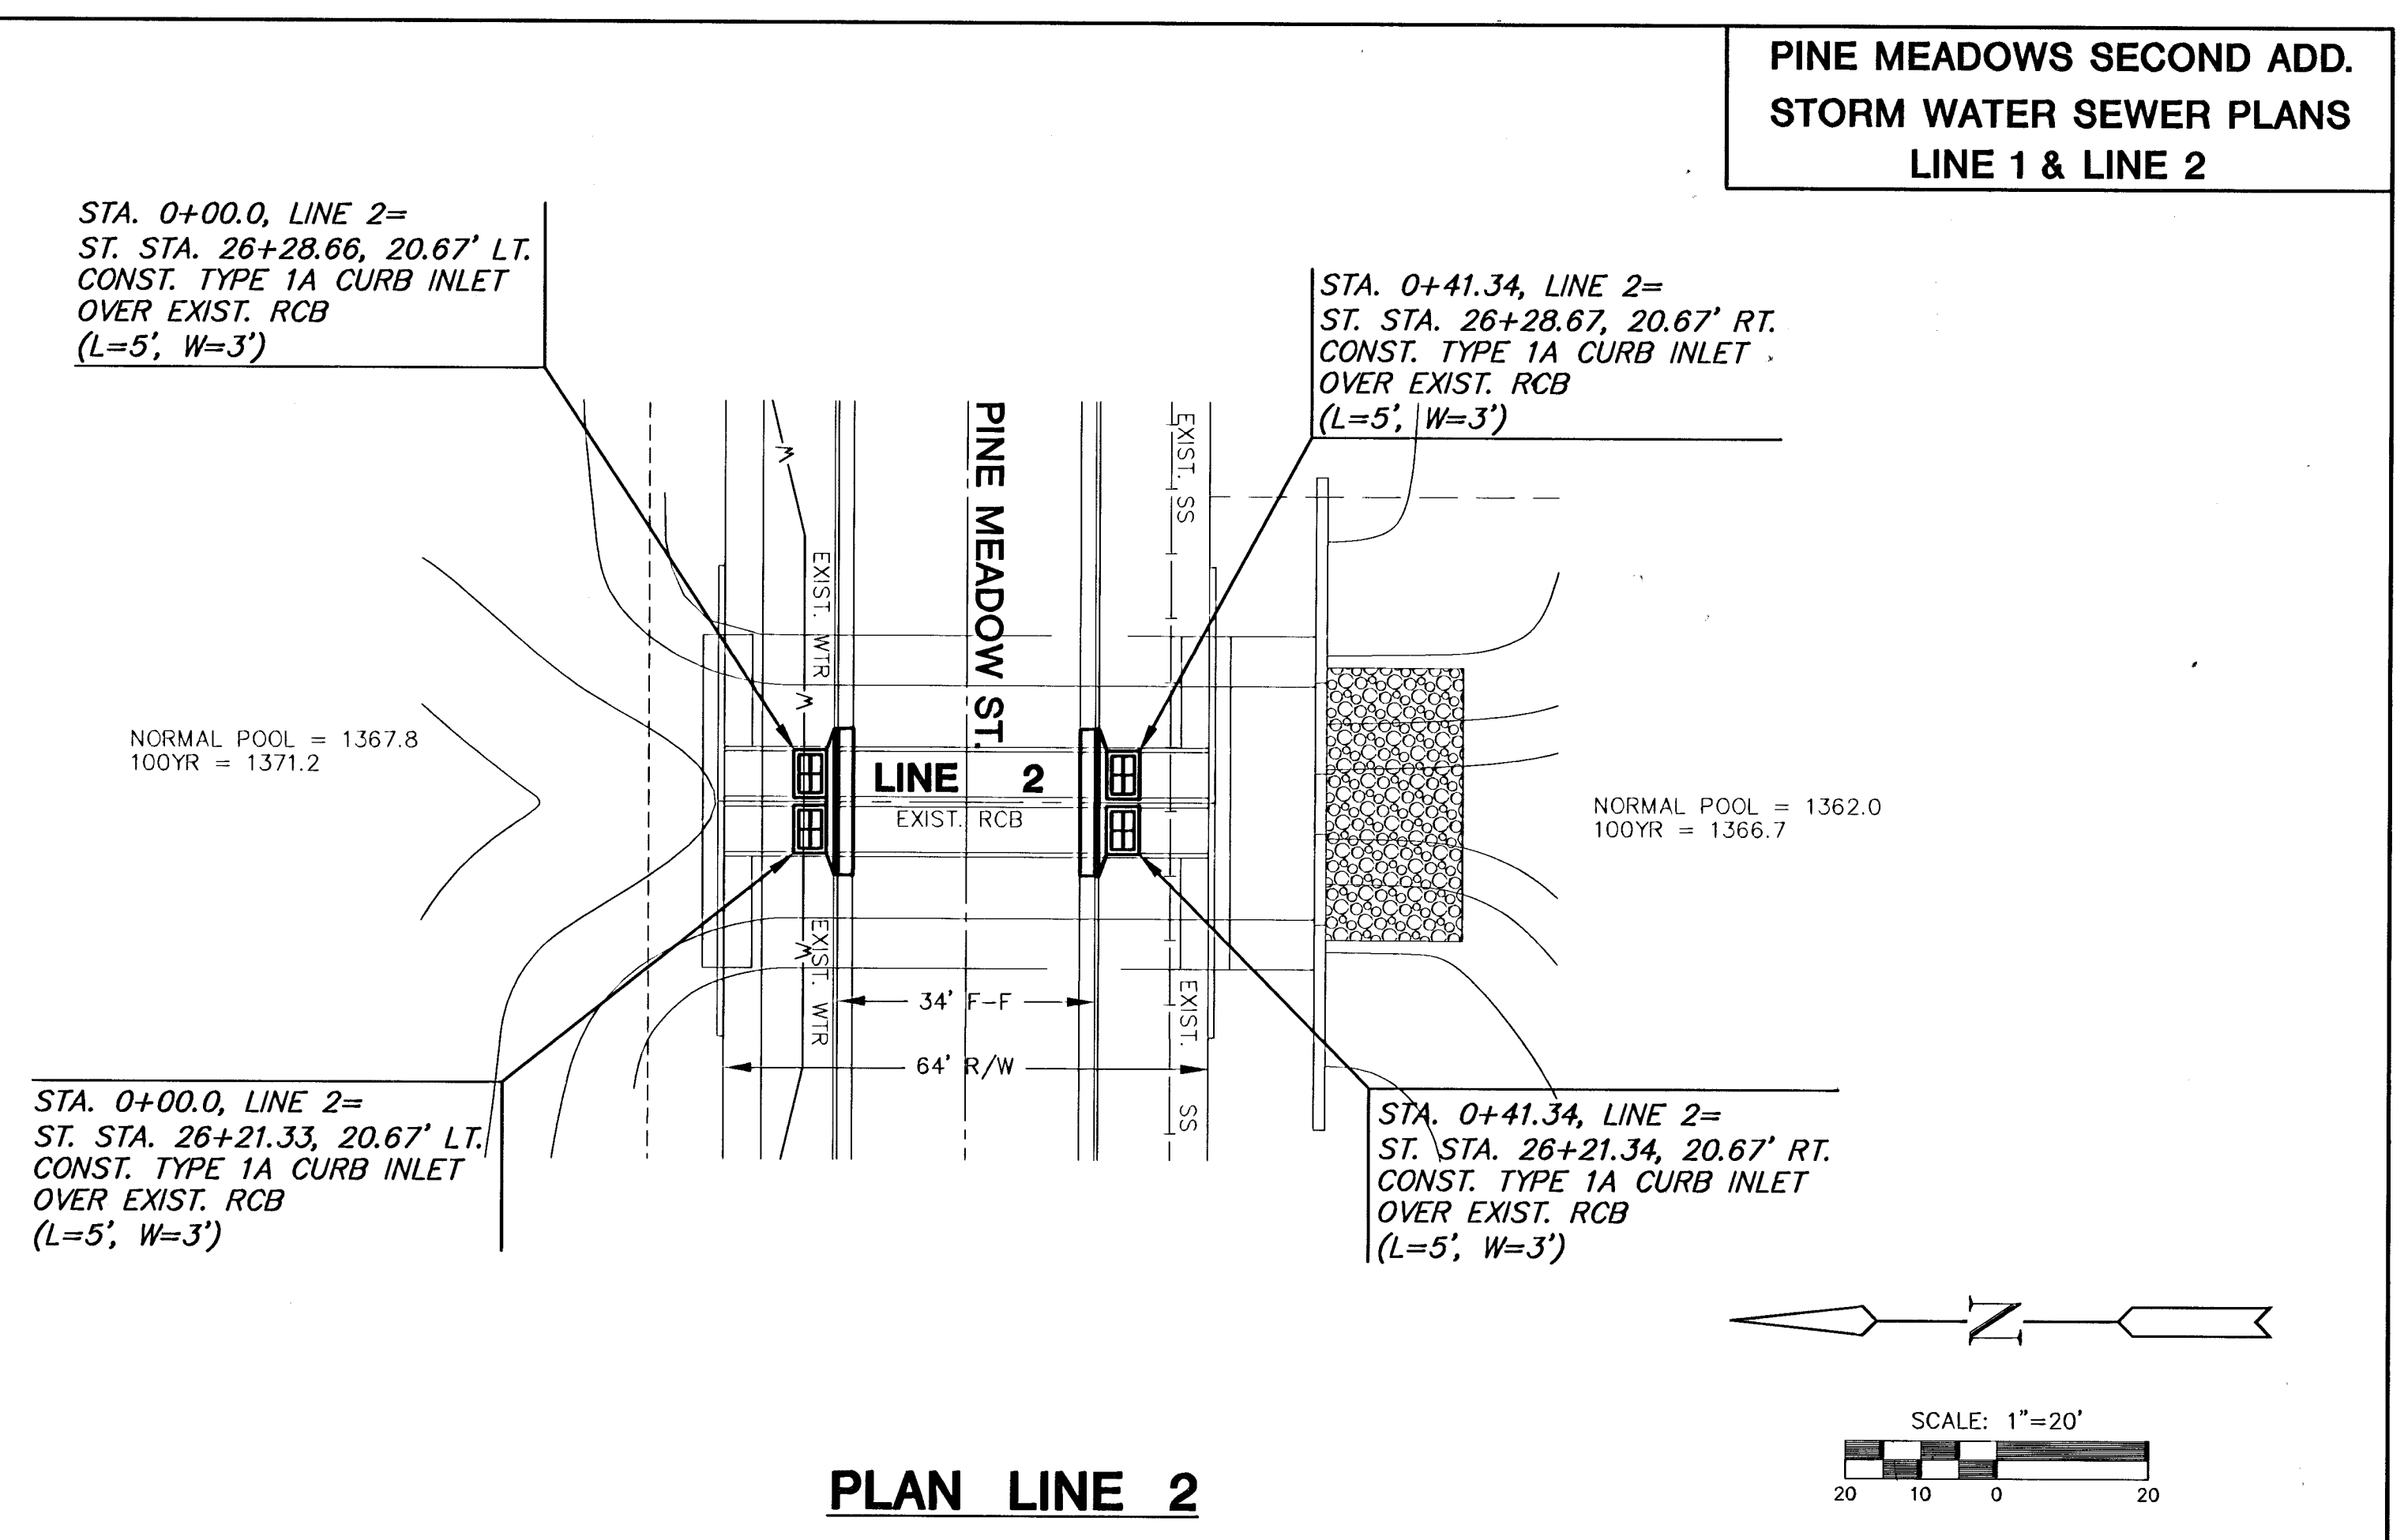 PINE MEADOWS SECOND ADD.
STORM WATER SEWER PLANS
LINE 1 & LINE 2
STA. 0+00.0, LINE 2=
ST. STA. 26+28.66, 20.67' LT.
CONST. TYPE 1A CURB INLET
OVER EXIST. RCB
(L=5', W=3')
STA. 0+41.34, LINE 2=
ST. STA. 26+28.67, 20.67' RT.
CONST. TYPE 1A CURB INLET
OVER EXIST. RCB
(L=5', W=3')
PINE MEADOW ST.
EXIST. SS
W
EXIST. WTR
W
NORMAL POOL = 1367.8
100YR = 1371.2
LINE 2
EXIST. RCB
NORMAL POOL = 1362.0
100YR = 1366.7
W
EXIST. WTR
EXIST. SS
34' F-F
64' R/W
STA. 0+00.0, LINE 2=
ST. STA. 26+21.33, 20.67' LT.
CONST. TYPE 1A CURB INLET
OVER EXIST. RCB
(L=5', W=3')
STA. 0+41.34, LINE 2=
ST. STA. 26+21.34, 20.67' RT.
CONST. TYPE 1A CURB INLET
OVER EXIST. RCB
(L=5', W=3')
N
SCALE: 1"=20'
20 10 0 20
PLAN LINE 2